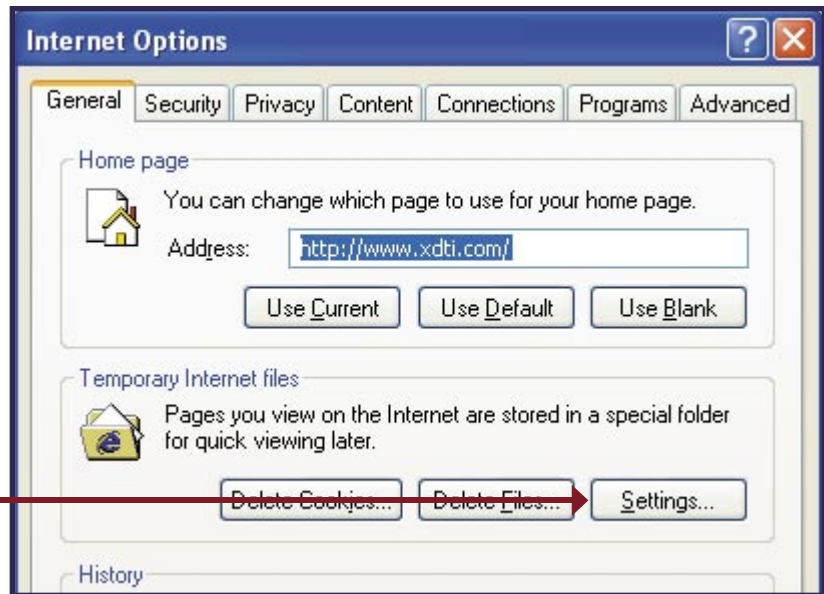 Internet Options
General Security Privacy Content Connections Programs Advanced
Home page
You can change which page to use for your home page.
Address: http://www.xdti.com/
Use Current Use Default Use Blank
Temporary Internet files
Pages you view on the Internet are stored in a special folder
for quick viewing later.
Delete Cookies... Delete Files... Settings...
History